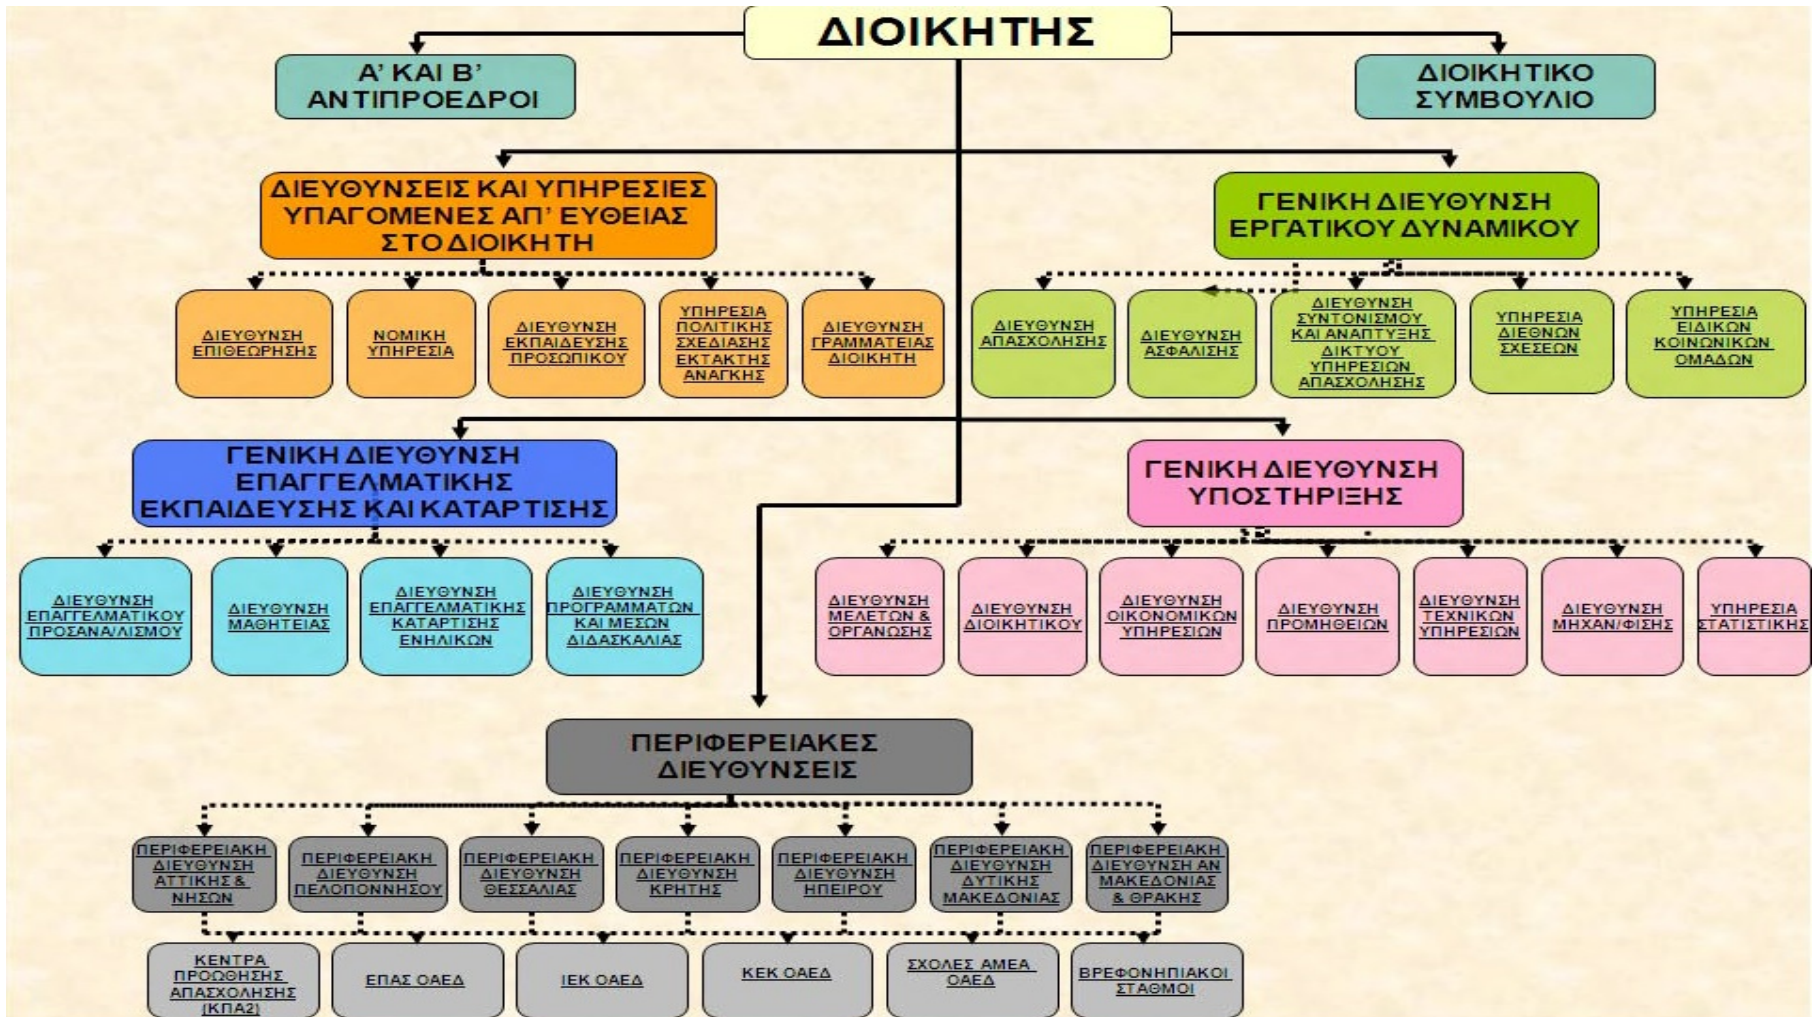 ΔΙΟΙΚΗΤΗΣ
Α’ ΚΑΙ Β’
ΑΝΤΙΠΡΟΕΔΡΟΙ
ΔΙΟΙΚΗΤΙΚΟ
ΣΥΜΒΟΥΛΙΟ
ΔΙΕΥΘΥΝΣΕΙΣ ΚΑΙ ΥΠΗΡΕΣΙΕΣ
ΥΠΑΓΟΜΕΝΕΣ ΑΠ’ ΕΥΘΕΙΑΣ
ΣΤΟ ΔΙΟΙΚΗΤΗ
ΓΕΝΙΚΗ ΔΙΕΥΘΥΝΣΗ
ΕΡΓΑΤΙΚΟΥ ΔΥΝΑΜΙΚΟΥ
ΔΙΕΥΘΥΝΣΗ
ΕΠΙΘΕΩΡΗΣΗΣ
ΝΟΜΙΚΗ
ΥΠΗΡΕΣΙΑ
ΔΙΕΥΘΥΝΣΗ
ΕΚΠΑΙΔΕΥΣΗΣ
ΠΡΟΣΩΠΙΚΟΥ
ΥΠΗΡΕΣΙΑ
ΠΟΛΙΤΙΚΗΣ
ΣΧΕΔΙΑΣΗΣ
ΕΚΤΑΚΤΗΣ
ΑΝΑΓΚΗΣ
ΔΙΕΥΘΥΝΣΗ
ΓΡΑΜΜΑΤΕΙΑΣ
ΔΙΟΙΚΗΤΗ
ΔΙΕΥΘΥΝΣΗ
ΑΠΑΣΧΟΛΗΣΗΣ
ΔΙΕΥΘΥΝΣΗ
ΑΣΦΑΛΙΣΗΣ
ΔΙΕΥΘΥΝΣΗ
ΣΥΝΤΟΝΙΣΜΟΥ
ΚΑΙ ΑΝΑΠΤΥΞΗΣ
ΔΙΚΤΥΟΥ
ΥΠΗΡΕΣΙΩΝ
ΑΠΑΣΧΟΛΗΣΗΣ
ΥΠΗΡΕΣΙΑ
ΔΙΕΘΝΩΝ
ΣΧΕΣΕΩΝ
ΥΠΗΡΕΣΙΑ
ΕΙΔΙΚΩΝ
ΚΟΙΝΩΝΙΚΩΝ
ΟΜΑΔΩΝ
ΓΕΝΙΚΗ ΔΙΕΥΘΥΝΣΗ
ΕΠΑΓΓΕΛΜΑΤΙΚΗΣ
ΕΚΠΑΙΔΕΥΣΗΣ ΚΑΙ ΚΑΤΑΡΤΙΣΗΣ
ΓΕΝΙΚΗ ΔΙΕΥΘΥΝΣΗ
ΥΠΟΣΤΗΡΙΞΗΣ
ΔΙΕΥΘΥΝΣΗ
ΕΠΑΓΓΕΛΜΑΤΙΚΟΥ
ΠΡΟΣΑΝΑ/ΛΙΣΜΟΥ
ΔΙΕΥΘΥΝΣΗ
ΜΑΘΗΤΕΙΑΣ
ΔΙΕΥΘΥΝΣΗ
ΕΠΑΓΓΕΛΜΑΤΙΚΗΣ
ΚΑΤΑΡΤΙΣΗΣ
ΕΝΗΛΙΚΩΝ
ΔΙΕΥΘΥΝΣΗ
ΠΡΟΓΡΑΜΜΑΤΩΝ
ΚΑΙ ΜΕΣΩΝ
ΔΙΔΑΣΚΑΛΙΑΣ
ΔΙΕΥΘΥΝΣΗ
ΜΕΛΕΤΩΝ &
ΟΡΓΑΝΩΣΗΣ
ΔΙΕΥΘΥΝΣΗ
ΔΙΟΙΚΗΤΙΚΟΥ
ΔΙΕΥΘΥΝΣΗ
ΟΙΚΟΝΟΜΙΚΩΝ
ΥΠΗΡΕΣΙΩΝ
ΔΙΕΥΘΥΝΣΗ
ΠΡΟΜΗΘΕΙΩΝ
ΔΙΕΥΘΥΝΣΗ
ΤΕΧΝΙΚΩΝ
ΥΠΗΡΕΣΙΩΝ
ΔΙΕΥΘΥΝΣΗ
ΜΗΧΑΝ/ΦΙΣΗΣ
ΥΠΗΡΕΣΙΑ
ΣΤΑΤΙΣΤΙΚΗΣ
ΠΕΡΙΦΕΡΕΙΑΚΕΣ
ΔΙΕΥΘΥΝΣΕΙΣ
ΠΕΡΙΦΕΡΕΙΑΚΗ
ΔΙΕΥΘΥΝΣΗ
ΑΤΤΙΚΗΣ &
ΝΗΣΩΝ
ΠΕΡΙΦΕΡΕΙΑΚΗ
ΔΙΕΥΘΥΝΣΗ
ΠΕΛΟΠΟΝΝΗΣΟΥ
ΠΕΡΙΦΕΡΕΙΑΚΗ
ΔΙΕΥΘΥΝΣΗ
ΘΕΣΣΑΛΙΑΣ
ΠΕΡΙΦΕΡΕΙΑΚΗ
ΔΙΕΥΘΥΝΣΗ
ΚΡΗΤΗΣ
ΠΕΡΙΦΕΡΕΙΑΚΗ
ΔΙΕΥΘΥΝΣΗ
ΗΠΕΙΡΟΥ
ΠΕΡΙΦΕΡΕΙΑΚΗ
ΔΙΕΥΘΥΝΣΗ
ΔΥΤΙΚΗΣ
ΜΑΚΕΔΟΝΙΑΣ
ΠΕΡΙΦΕΡΕΙΑΚΗ
ΔΙΕΥΘΥΝΣΗ ΑΝ
ΜΑΚΕΔΟΝΙΑΣ
& ΘΡΑΚΗΣ
ΚΕΝΤΡΑ
ΠΡΟΩΘΗΣΗΣ
ΑΠΑΣΧΟΛΗΣΗΣ
(ΚΠΑ2)
ΕΠΑΣ ΟΑΕΔ
ΙΕΚ ΟΑΕΔ
ΚΕΚ ΟΑΕΔ
ΣΧΟΛΕΣ ΑΜΕΑ
ΟΑΕΔ
ΒΡΕΦΟΝΗΠΙΑΚΟΙ
ΣΤΑΘΜΟΙ